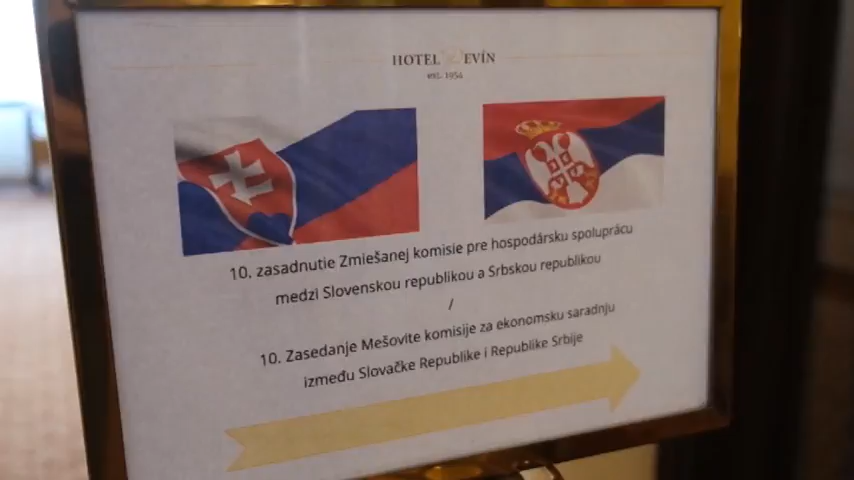 HOTEL DEVÍN
est. 1954
10. zasadnutie Zmiešanej komisie pre hospodársku spoluprácu
medzi Slovenskou republikou a Srbskou republikou
/
10. Zasedanje Mešovite komisije za ekonomsku saradnju
između Slovačke Republike i Republike Srbije